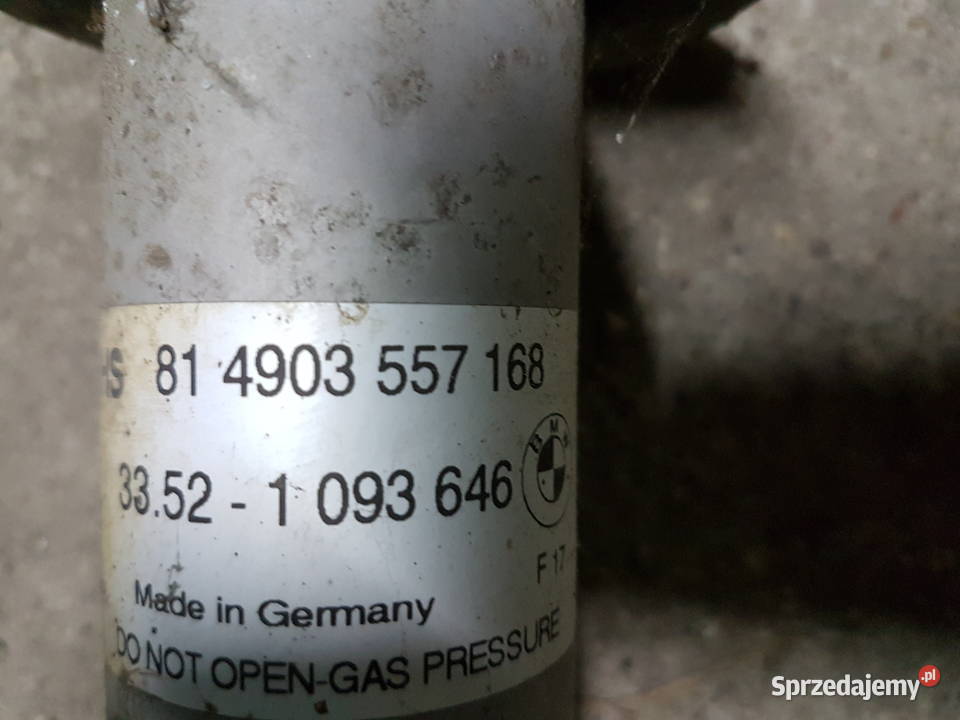 81 4903 557 168
33.52 - 1 093 646
BMW
F 17
Made in Germany
DO NOT OPEN-GAS PRESSURE
Sprzedajemy.pl